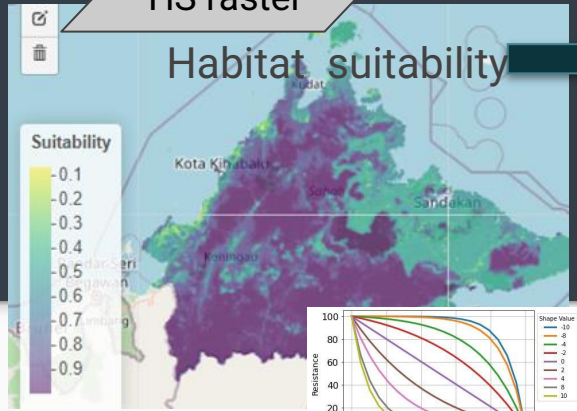 HS raster
Habitat suitability
Kudat
Suitability
0.1
0.2
0.3
0.4
0.5
0.6
0.7
0.8
0.9
Kota Kinabalu
Sandakan
Keningau
Bandar Seri
Begawan
Resistance
100
80
60
40
20
Shape Value
-10
-8
-4
-2
0
2
4
8
10